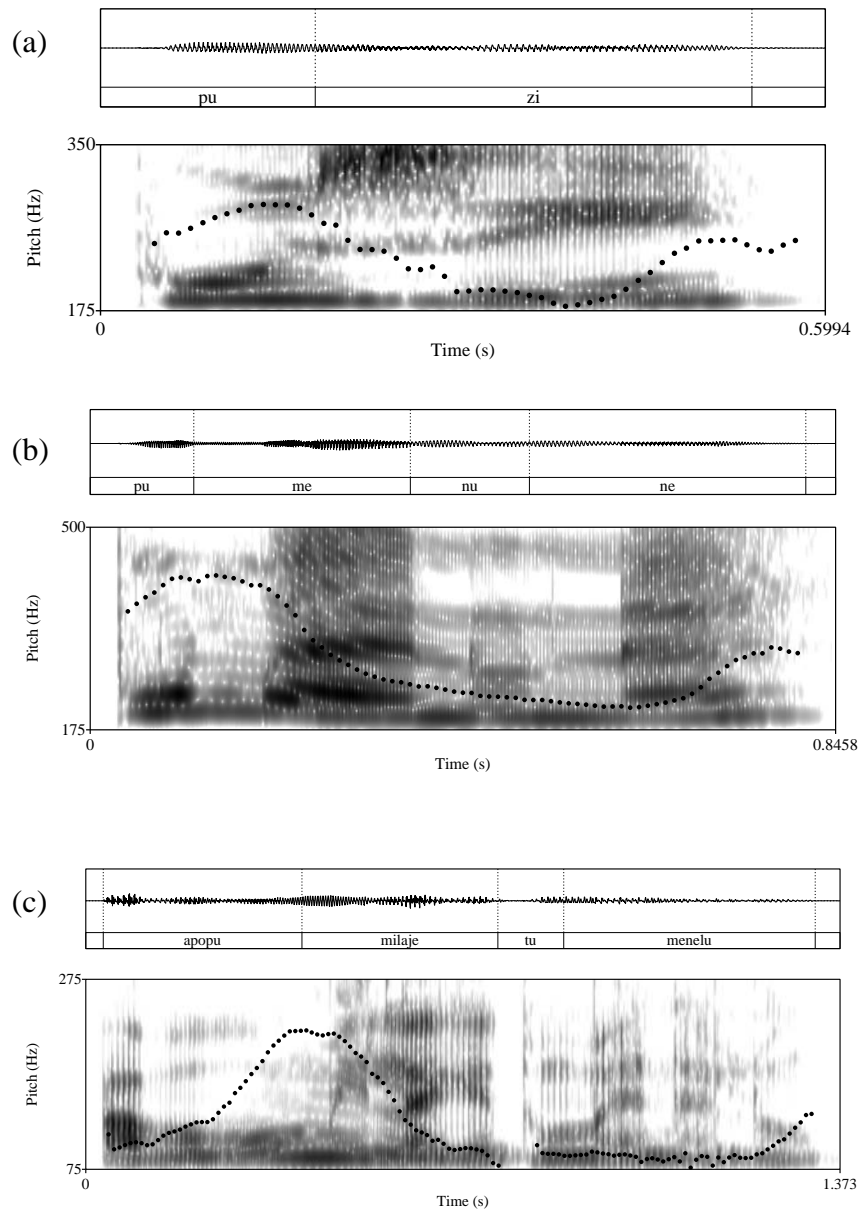 (a)
pu zi
350
Pitch (Hz)
175
0 0.5994
Time (s)
(b)
pu me nu ne
500
Pitch (Hz)
175
0 0.8458
Time (s)
(c)
apopu milaje tu menelu
275
Pitch (Hz)
75
0 1.373
Time (s)